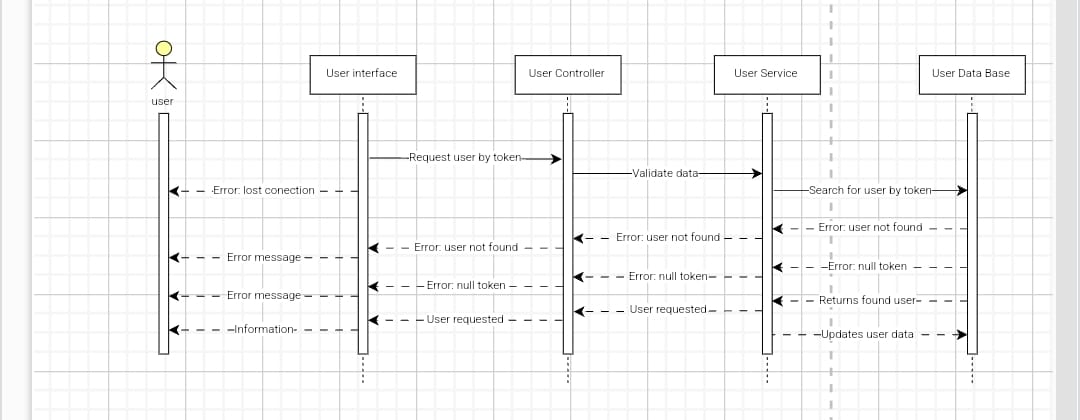 User interface
User Controller
User Service
User Data Base
user
Request user by token
Validate data
Error: lost conection
Search for user by token
Error: user not found
Error: user not found
Error: user not found
Error message
Error: null token
Error: null token
Error: null token
Error message
Returns found user
User requested
User requested
Information
Updates user data